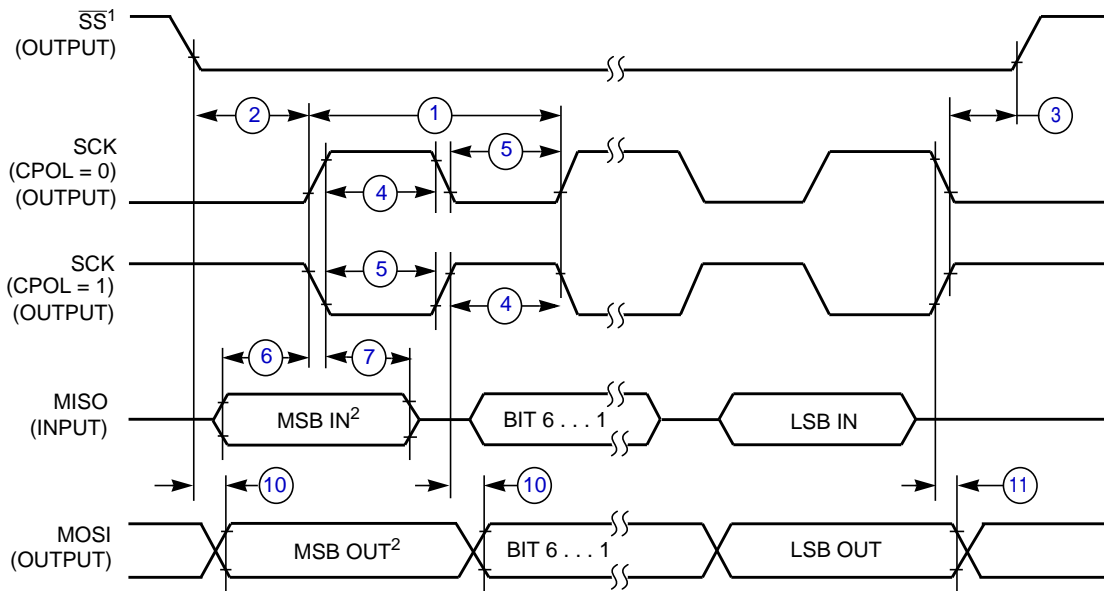 SS¹
(OUTPUT)
2
1
3
SCK
(CPOL = 0)
(OUTPUT)
5
4
SCK
(CPOL = 1)
(OUTPUT)
5
4
6
7
MISO
(INPUT)
MSB IN²
BIT 6 . . . 1
LSB IN
10
10
11
MOSI
(OUTPUT)
MSB OUT²
BIT 6 . . . 1
LSB OUT